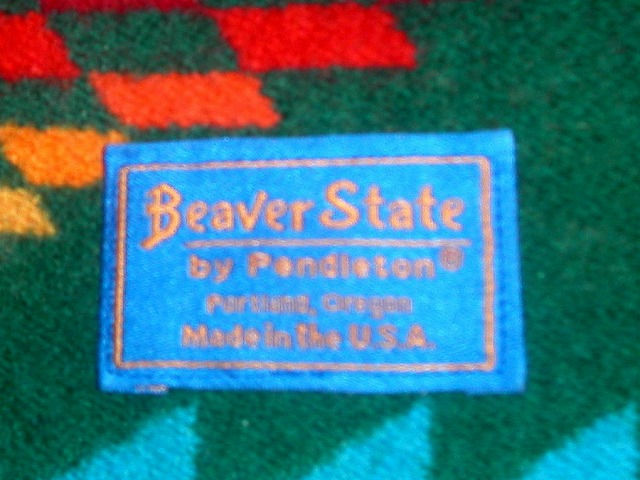 Beaver State
by Pendleton®
Portland, Oregon
Made in the U.S.A.